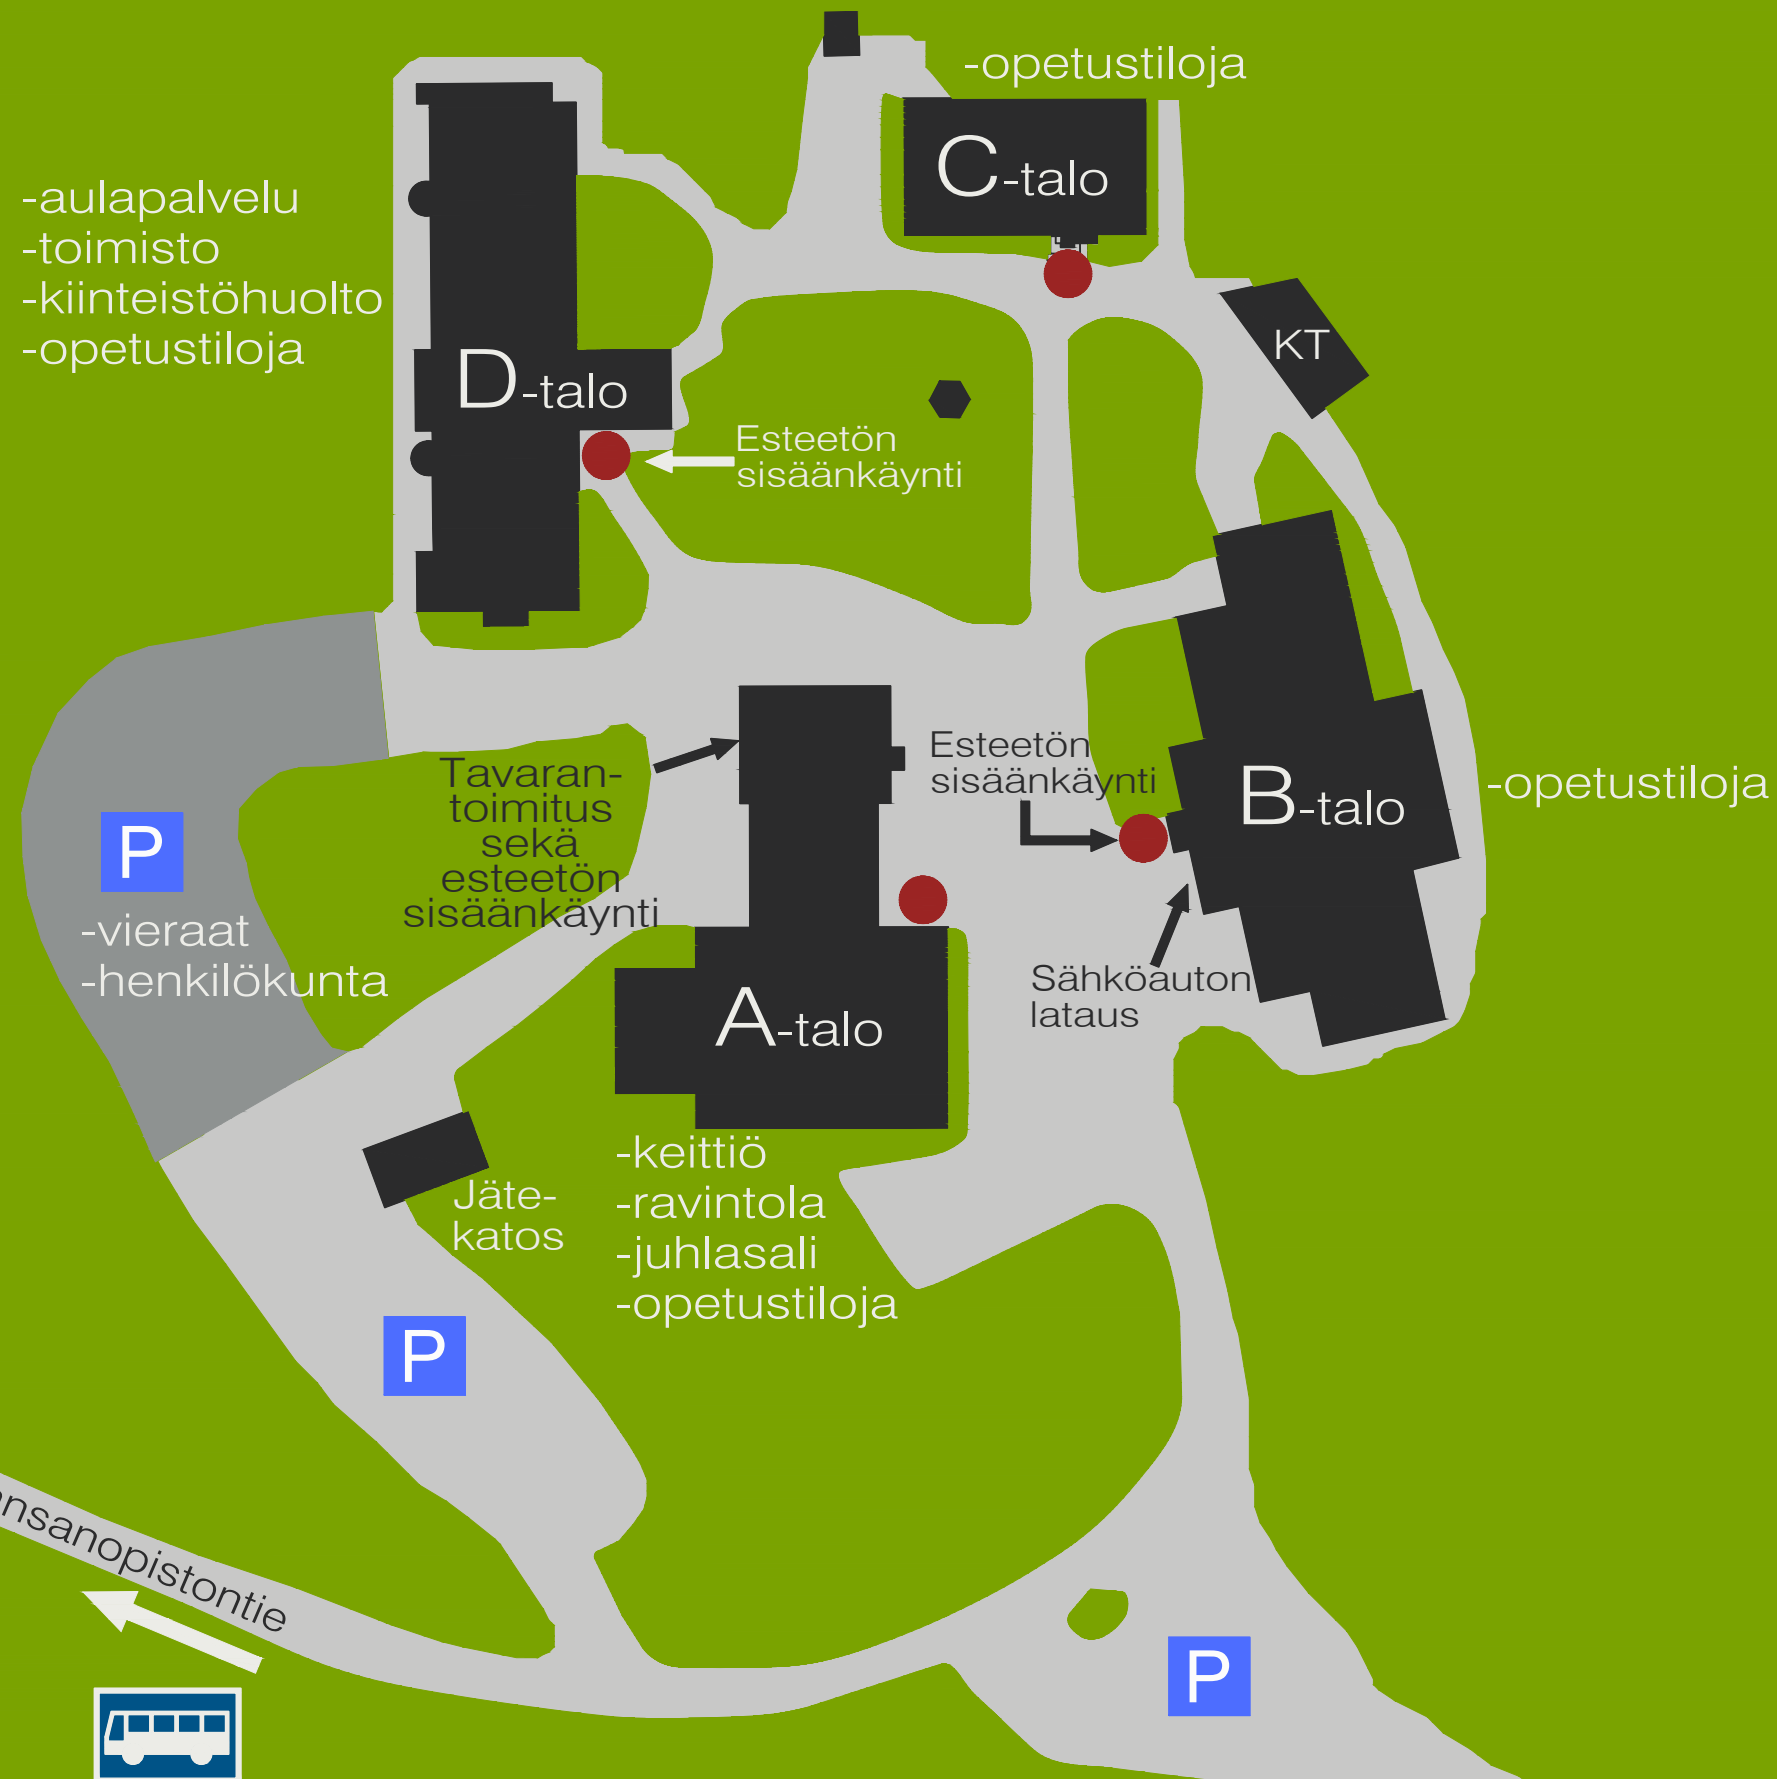 -opetustiloja
C-talo
-aulapalvelu
-toimisto
-kiinteistöhuolto
-opetustiloja
D-talo
KT
Esteetön
sisäänkäynti
Tavaran-
toimitus
sekä
esteetön
sisäänkäynti
Esteetön
sisäänkäynti
B-talo
-opetustiloja
P
-vieraat
-henkilökunta
Sähköauton
lataus
A-talo
-keittiö
-ravintola
-juhlasali
-opetustiloja
Jäte-
katos
P
ansanopistontie
P